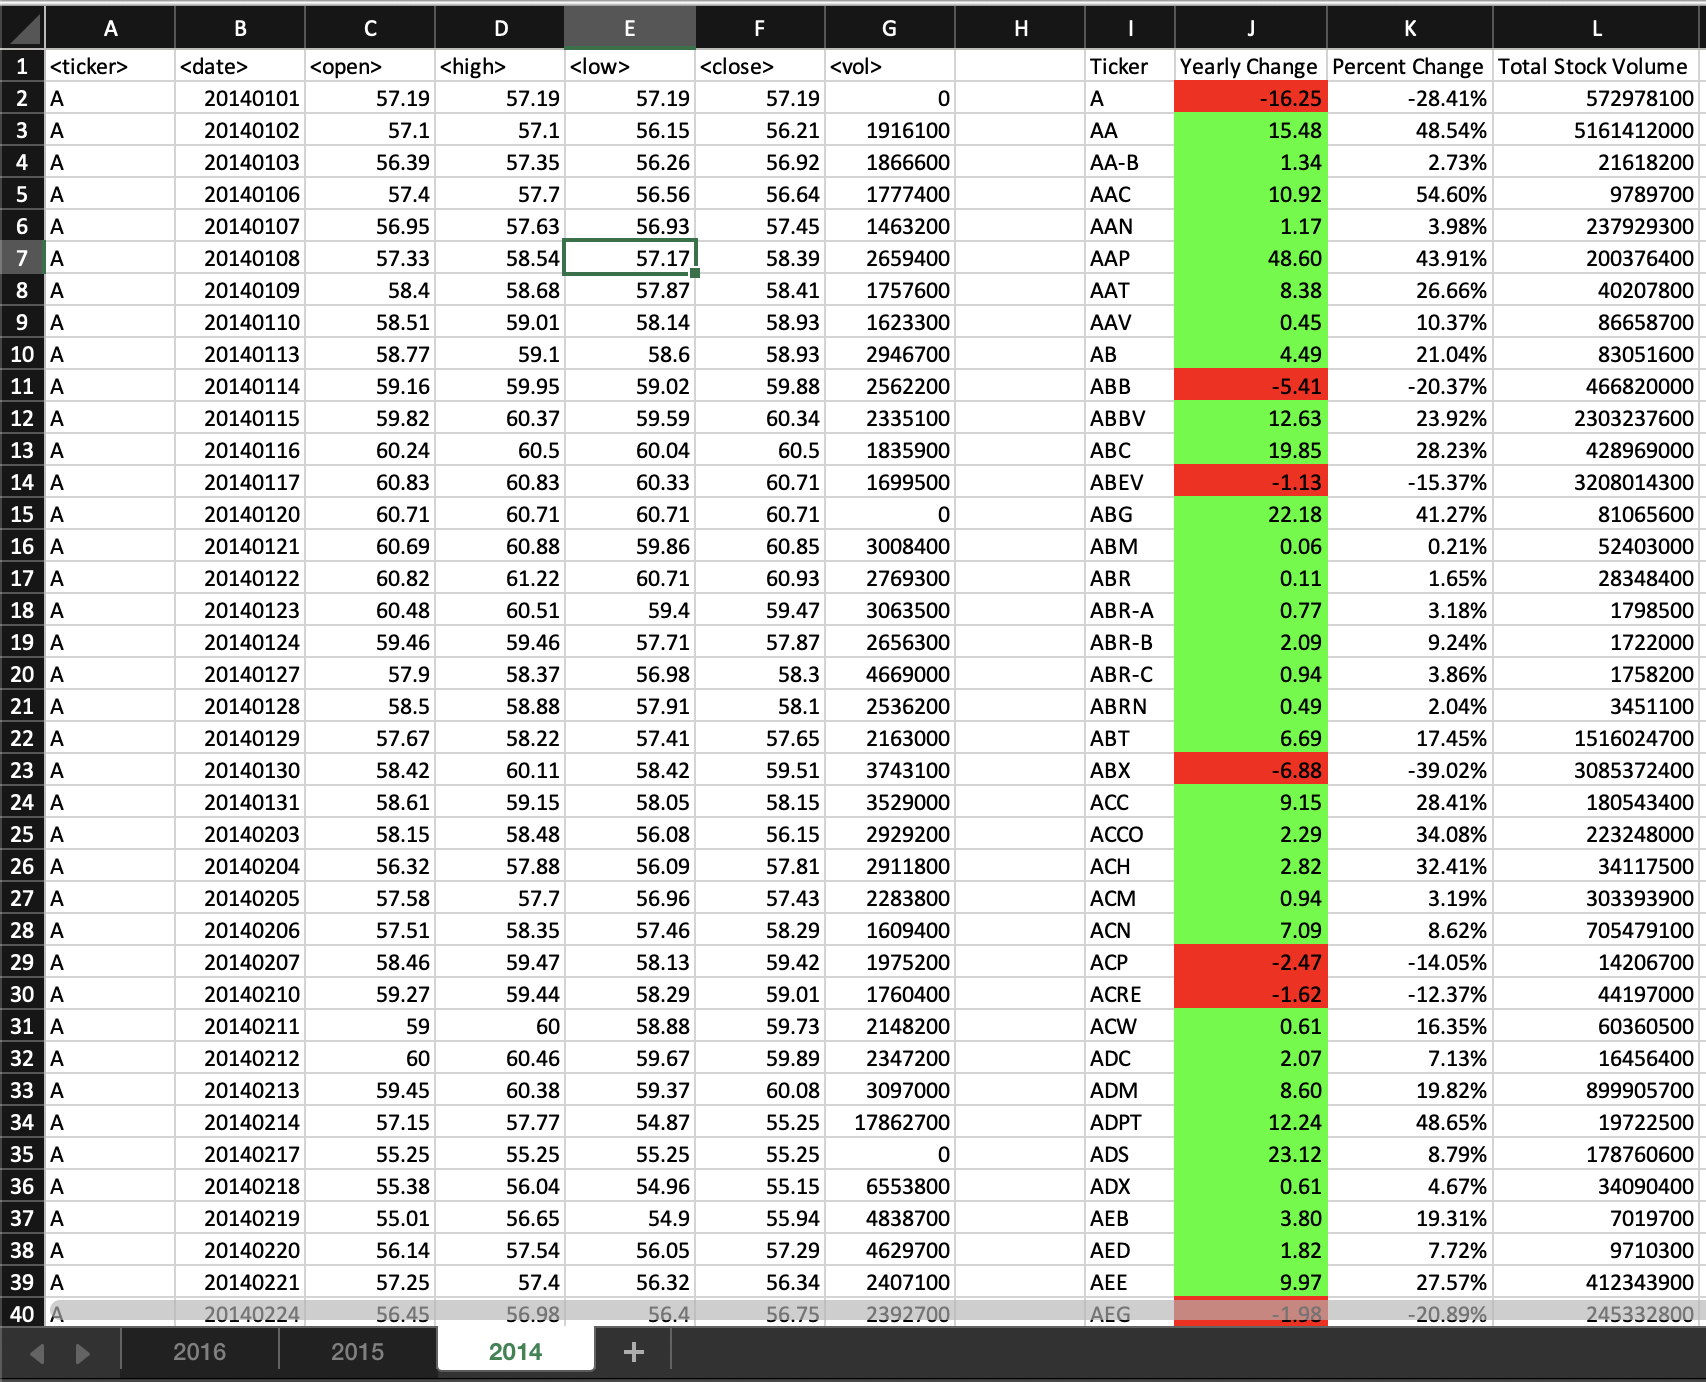 A B C D E F G H I J K L
1 <ticker> <date> <open> <high> <low> <close> <vol> Ticker Yearly Change Percent Change Total Stock Volume
2 A 20140101 57.19 57.19 57.19 57.19 0 A -16.25 -28.41% 572978100
3 A 20140102 57.1 57.1 56.15 56.21 1916100 AA 15.48 48.54% 5161412000
4 A 20140103 56.39 57.35 56.26 56.92 1866600 AA-B 1.34 2.73% 21618200
5 A 20140106 57.4 57.7 56.56 56.64 1777400 AAC 10.92 54.60% 9789700
6 A 20140107 56.95 57.63 56.93 57.45 1463200 AAN 1.17 3.98% 237929300
7 A 20140108 57.33 58.54 57.17 58.39 2659400 AAP 48.60 43.91% 200376400
8 A 20140109 58.4 58.68 57.87 58.41 1757600 AAT 8.38 26.66% 40207800
9 A 20140110 58.51 59.01 58.14 58.93 1623300 AAV 0.45 10.37% 86658700
10 A 20140113 58.77 59.1 58.6 58.93 2946700 AB 4.49 21.04% 83051600
11 A 20140114 59.16 59.95 59.02 59.88 2562200 ABB -5.41 -20.37% 466820000
12 A 20140115 59.82 60.37 59.59 60.34 2335100 ABBV 12.63 23.92% 2303237600
13 A 20140116 60.24 60.5 60.04 60.5 1835900 ABC 19.85 28.23% 428969000
14 A 20140117 60.83 60.83 60.33 60.71 1699500 ABEV -1.13 -15.37% 3208014300
15 A 20140120 60.71 60.71 60.71 60.71 0 ABG 22.18 41.27% 81065600
16 A 20140121 60.69 60.88 59.86 60.85 3008400 ABM 0.06 0.21% 52403000
17 A 20140122 60.82 61.22 60.71 60.93 2769300 ABR 0.11 1.65% 28348400
18 A 20140123 60.48 60.51 59.4 59.47 3063500 ABR-A 0.77 3.18% 1798500
19 A 20140124 59.46 59.46 57.71 57.87 2656300 ABR-B 2.09 9.24% 1722000
20 A 20140127 57.9 58.37 56.98 58.3 4669000 ABR-C 0.94 3.86% 1758200
21 A 20140128 58.5 58.88 57.91 58.1 2536200 ABRN 0.49 2.04% 3451100
22 A 20140129 57.67 58.22 57.41 57.65 2163000 ABT 6.69 17.45% 1516024700
23 A 20140130 58.42 60.11 58.42 59.51 3743100 ABX -6.88 -39.02% 3085372400
24 A 20140131 58.61 59.15 58.05 58.15 3529000 ACC 9.15 28.41% 180543400
25 A 20140203 58.15 58.48 56.08 56.15 2929200 ACCO 2.29 34.08% 223248000
26 A 20140204 56.32 57.88 56.09 57.81 2911800 ACH 2.82 32.41% 34117500
27 A 20140205 57.58 57.7 56.96 57.43 2283800 ACM 0.94 3.19% 303393900
28 A 20140206 57.51 58.35 57.46 58.29 1609400 ACN 7.09 8.62% 705479100
29 A 20140207 58.46 59.47 58.13 59.42 1975200 ACP -2.47 -14.05% 14206700
30 A 20140210 59.27 59.44 58.29 59.01 1760400 ACRE -1.62 -12.37% 44197000
31 A 20140211 59 60 58.88 59.73 2148200 ACW 0.61 16.35% 60360500
32 A 20140212 60 60.46 59.67 59.89 2347200 ADC 2.07 7.13% 16456400
33 A 20140213 59.45 60.38 59.37 60.08 3097000 ADM 8.60 19.82% 899905700
34 A 20140214 57.15 57.77 54.87 55.25 17862700 ADPT 12.24 48.65% 19722500
35 A 20140217 55.25 55.25 55.25 55.25 0 ADS 23.12 8.79% 178760600
36 A 20140218 55.38 56.04 54.96 55.15 6553800 ADX 0.61 4.67% 34090400
37 A 20140219 55.01 56.65 54.9 55.94 4838700 AEB 3.80 19.31% 7019700
38 A 20140220 56.14 57.54 56.05 57.29 4629700 AED 1.82 7.72% 9710300
39 A 20140221 57.25 57.4 56.32 56.34 2407100 AEE 9.97 27.57% 412343900
40 A 20140224 56.45 56.98 56.4 56.75 2392700 AEG -1.98 -20.89% 245332800
2016 2015 2014 +